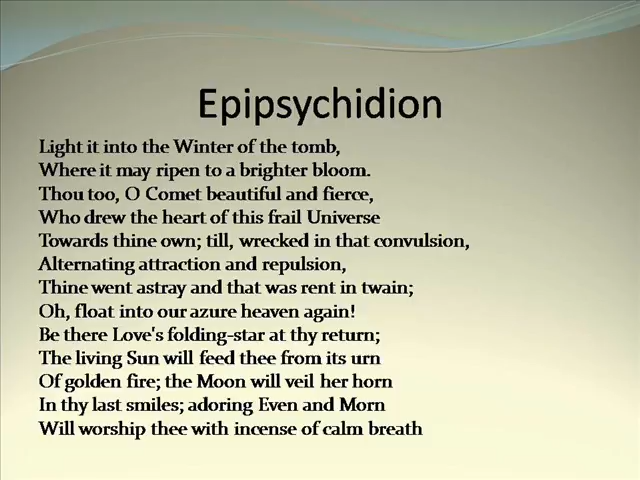 Epipsychidion
Light it into the Winter of the tomb,
Where it may ripen to a brighter bloom.
Thou too, O Comet beautiful and fierce,
Who drew the heart of this frail Universe
Towards thine own; till, wrecked in that convulsion,
Alternating attraction and repulsion,
Thine went astray and that was rent in twain;
Oh, float into our azure heaven again!
Be there Love's folding-star at thy return;
The living Sun will feed thee from its urn
Of golden fire; the Moon will veil her horn
In thy last smiles; adoring Even and Morn
Will worship thee with incense of calm breath